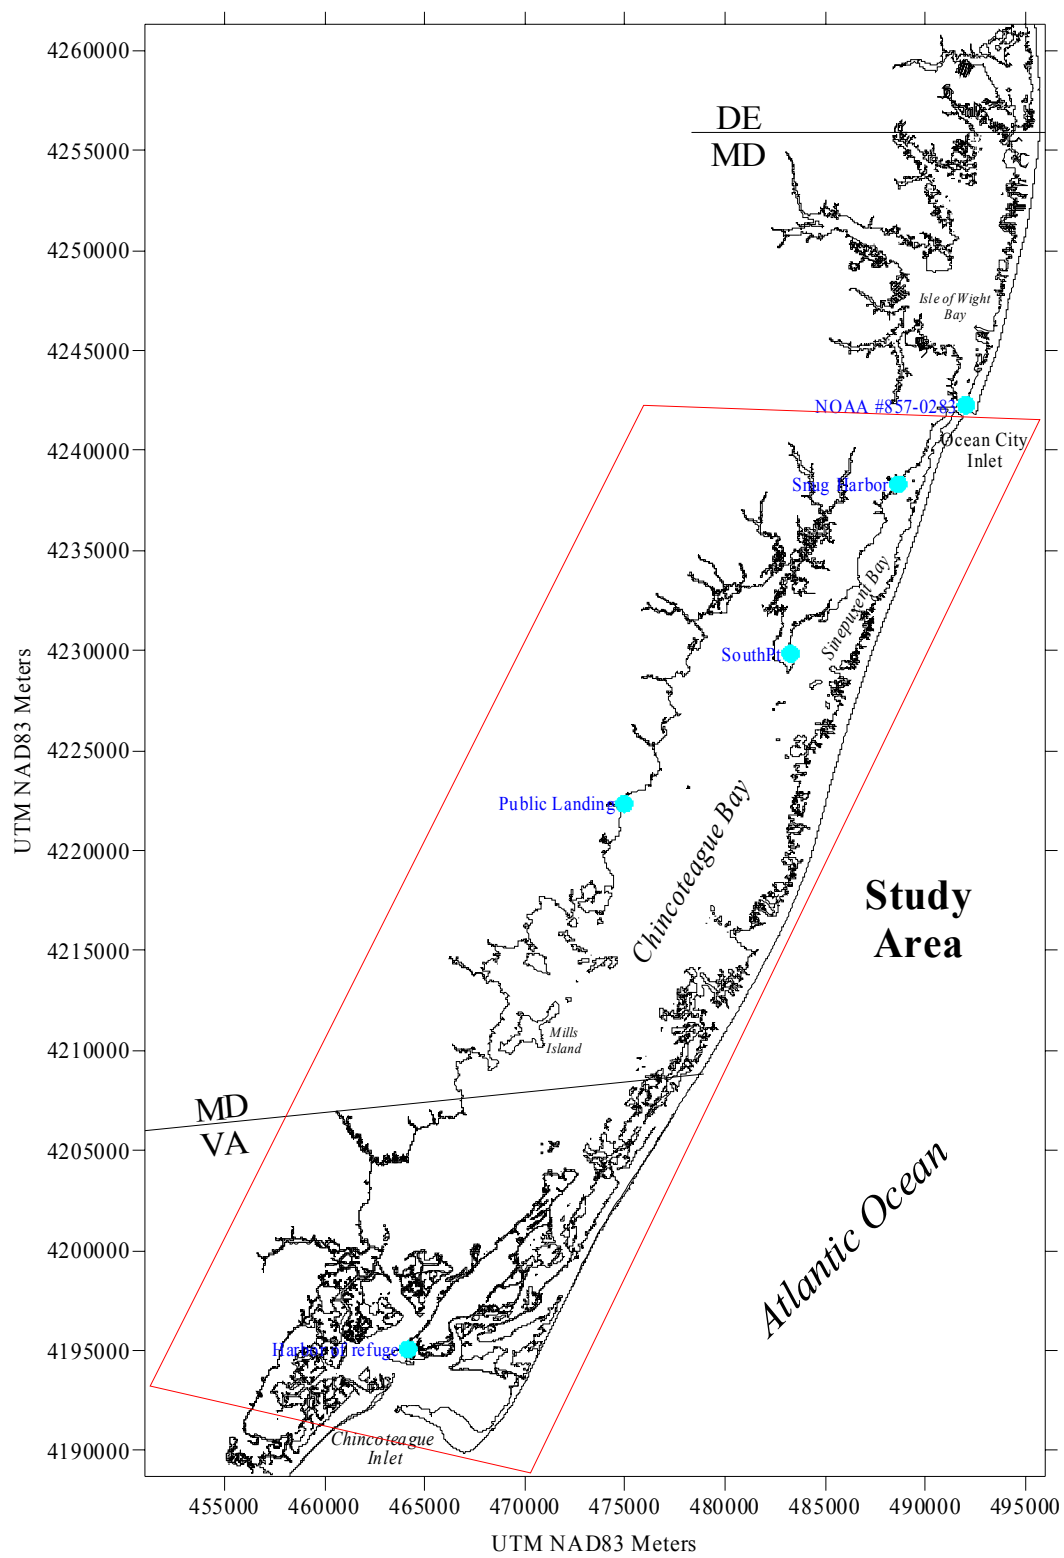 4260000
DE
4255000
MD
4250000
Isle of Wight
Bay
4245000
NOAA #857-0283
4240000
Ocean City
Inlet
Snug Harbor
4235000
Sinepuxent Bay
4230000
SouthPt
4225000
UTM NAD83 Meters
Public Landing
4220000
Chincoteague Bay
Study
Area
4215000
Mills
Island
4210000
MD
VA
4205000
Atlantic Ocean
4200000
4195000
Harbor of refuge
4190000
Chincoteague
Inlet
455000 460000 465000 470000 475000 480000 485000 490000 495000
UTM NAD83 Meters